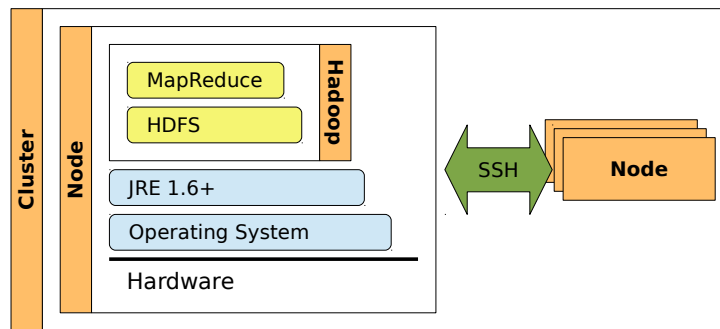 Cluster
Node
Hadoop
MapReduce
HDFS
JRE 1.6+
Operating System
Hardware
SSH
Node